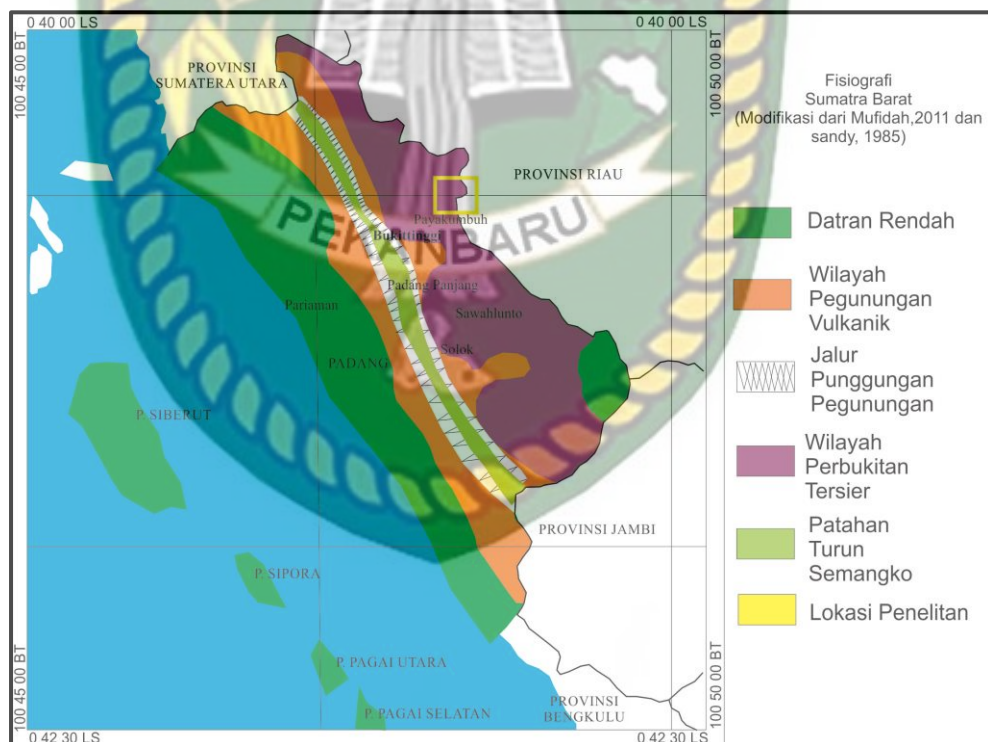 0 40 00 LS
0 40 00 LS
100 45 00 BT
100 50 00 BT
PROVINSI
SUMATERA UTARA
Fisiografi
Sumatra Barat
(Modifikasi dari Mufidah,2011 dan
sandy, 1985)
PROVINSI RIAU
Payakumbuh
PEKANBARU
Bukittinggi
Padang Panjang
Pariaman
Sawahlunto
Solok
PADANG
P. SIBERUT
PROVINSI JAMBI
P. SIPORA
P. PAGAI UTARA
P. PAGAI SELATAN
PROVINSI
BENGKULU
Datran Rendah
Wilayah
Pegunungan
Vulkanik
Jalur
Punggungan
Pegunungan
Wilayah
Perbukitan
Tersier
Patahan
Turun
Semangko
Lokasi Penelitan
100 45 00 BT
100 50 00 BT
0 42 30 LS
0 42 30 LS